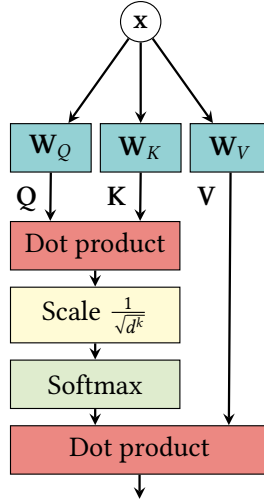 x
W_Q W_K W_V
Q K V
Dot product
Scale 1/√d^k
Softmax
Dot product